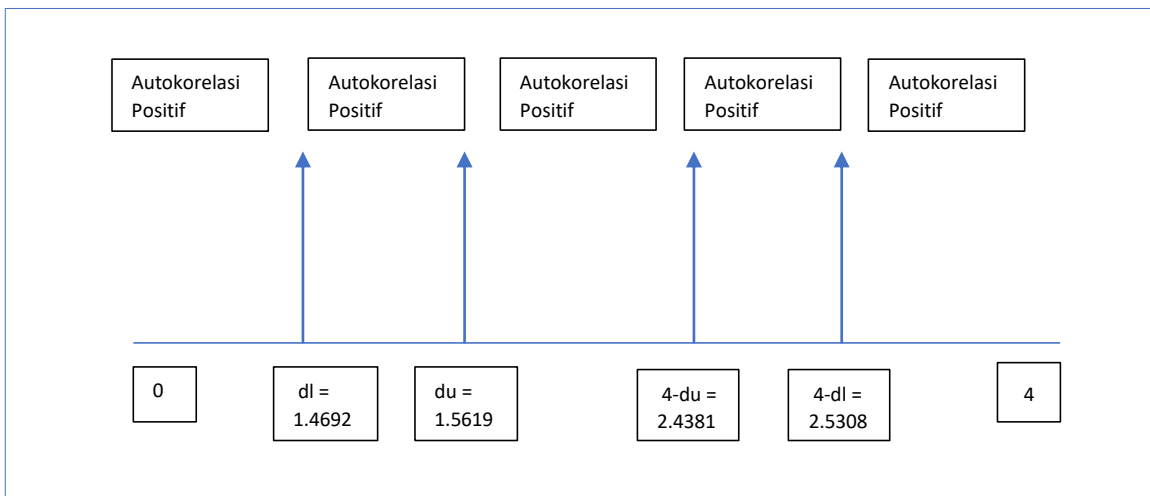 Autokorelasi
Positif
Autokorelasi
Positif
Autokorelasi
Positif
Autokorelasi
Positif
Autokorelasi
Positif
0
dl =
1.4692
du =
1.5619
4-du =
2.4381
4-dl =
2.5308
4